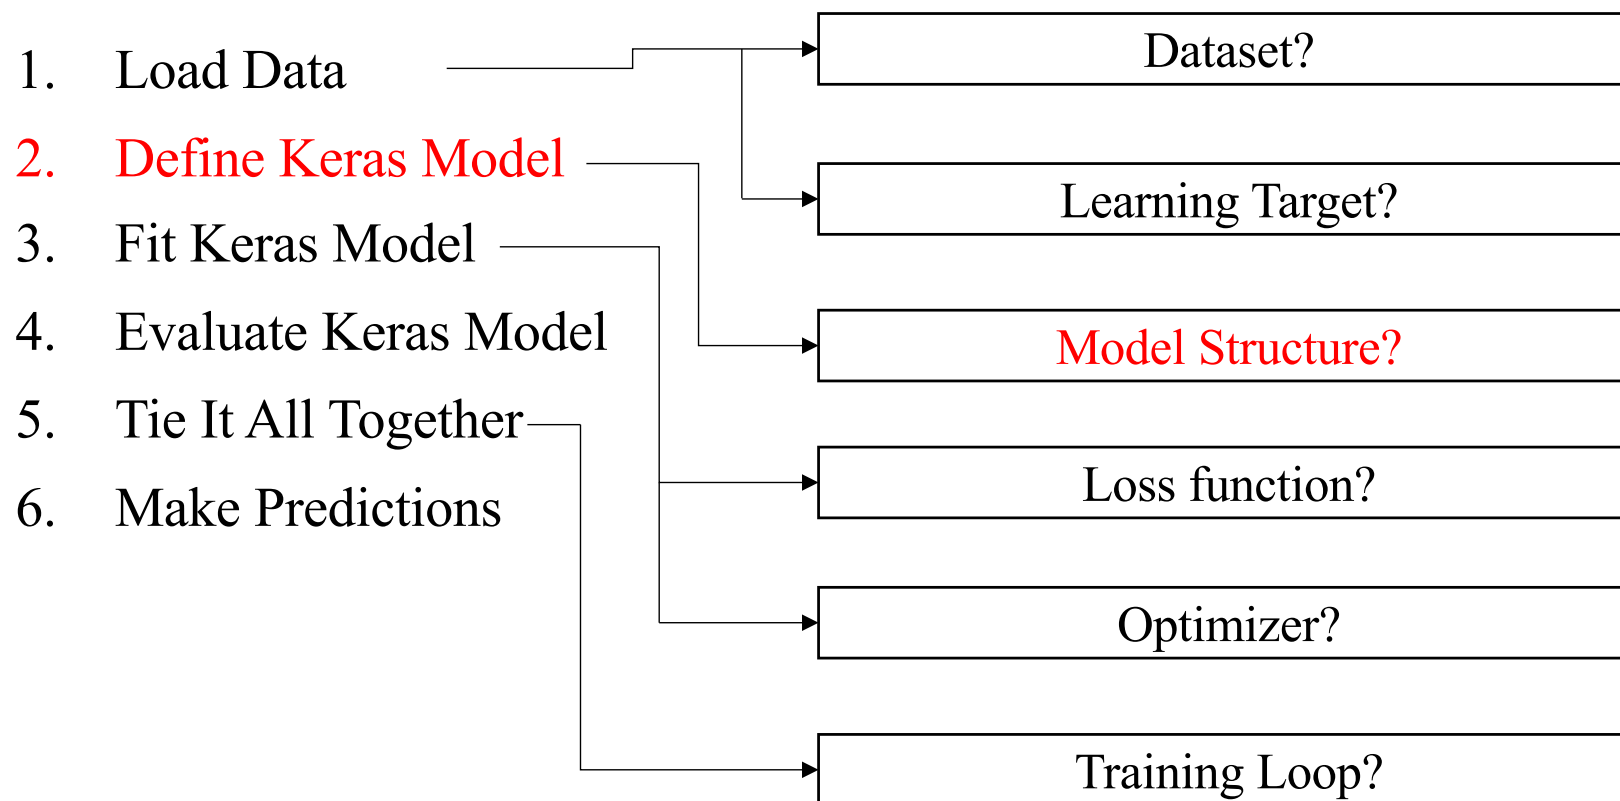 1. Load Data
2. Define Keras Model
3. Fit Keras Model
4. Evaluate Keras Model
5. Tie It All Together
6. Make Predictions
Dataset?
Learning Target?
Model Structure?
Loss function?
Optimizer?
Training Loop?